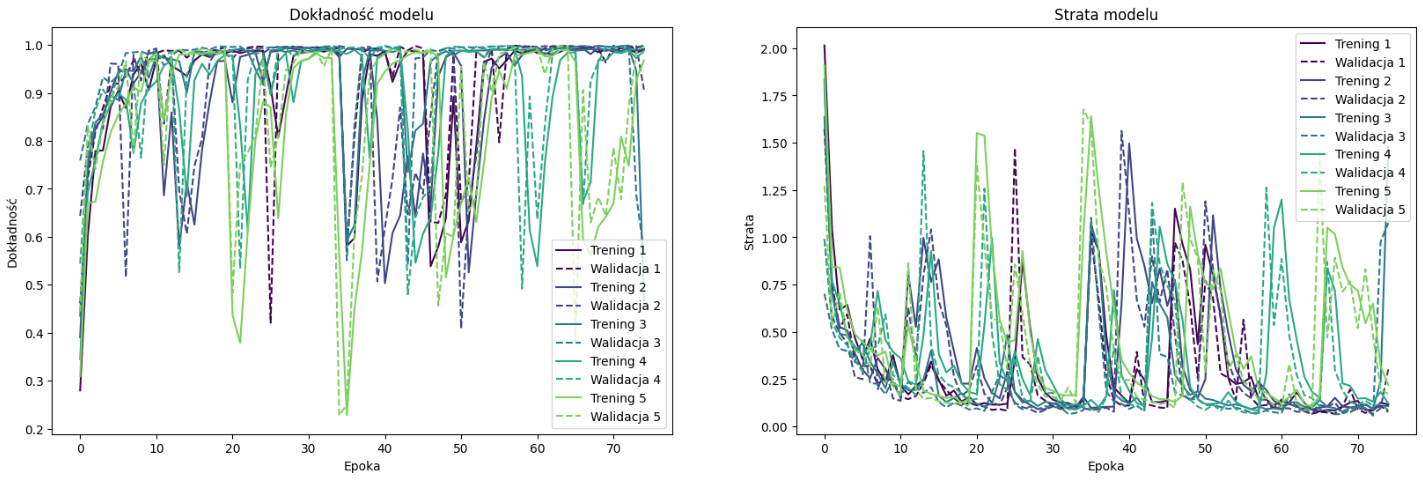 Dokładność modelu
Dokładność
1.0
0.9
0.8
0.7
0.6
0.5
0.4
0.3
0.2
0 10 20 30 40 50 60 70
Epoka
Trening 1
Walidacja 1
Trening 2
Walidacja 2
Trening 3
Walidacja 3
Trening 4
Walidacja 4
Trening 5
Walidacja 5
Strata modelu
Strata
2.00
1.75
1.50
1.25
1.00
0.75
0.50
0.25
0.00
0 10 20 30 40 50 60 70
Epoka
Trening 1
Walidacja 1
Trening 2
Walidacja 2
Trening 3
Walidacja 3
Trening 4
Walidacja 4
Trening 5
Walidacja 5